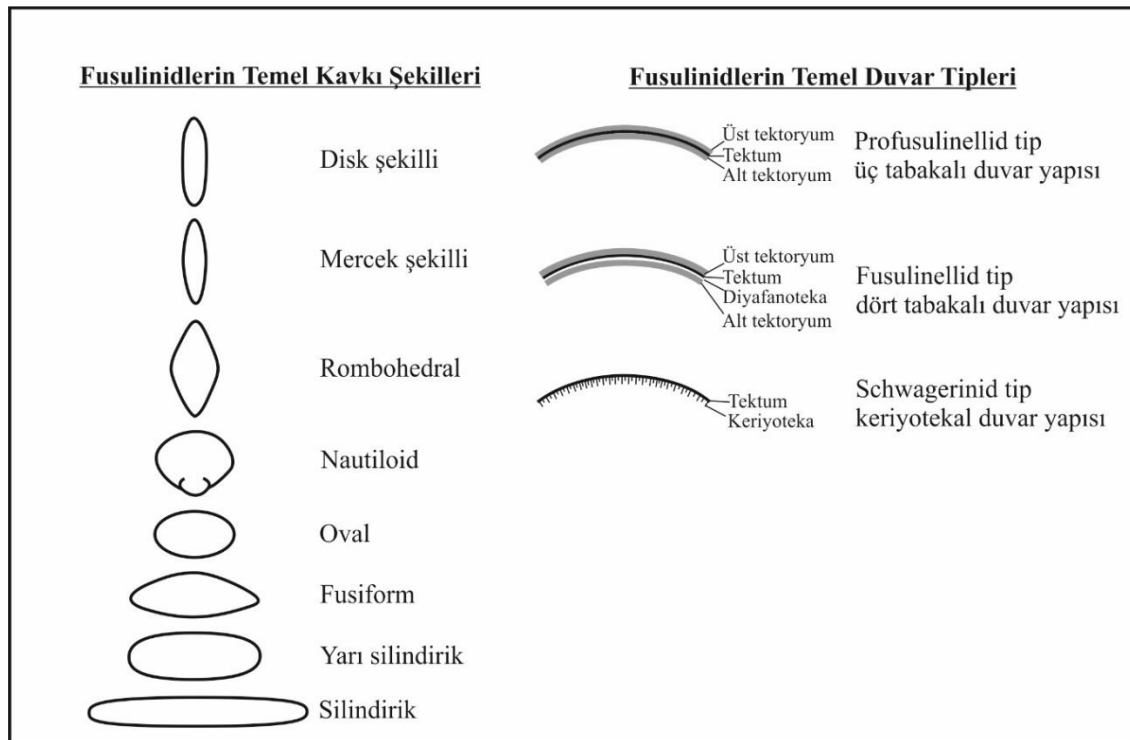 Fusulinidlerin Temel Kavkı Şekilleri
Disk şekilli
Mercek şekilli
Rombohedral
Nautiloid
Oval
Fusiform
Yarı silindirik
Silindirik
Fusulinidlerin Temel Duvar Tipleri
Üst tektoryum
Tektum
Alt tektoryum
Profusulinellid tip
üç tabakalı duvar yapısı
Üst tektoryum
Tektum
Diyafanoteka
Alt tektoryum
Fusulinellid tip
dört tabakalı duvar yapısı
Tektum
Keriyoteka
Schwagerinid tip
keriyotekal duvar yapısı